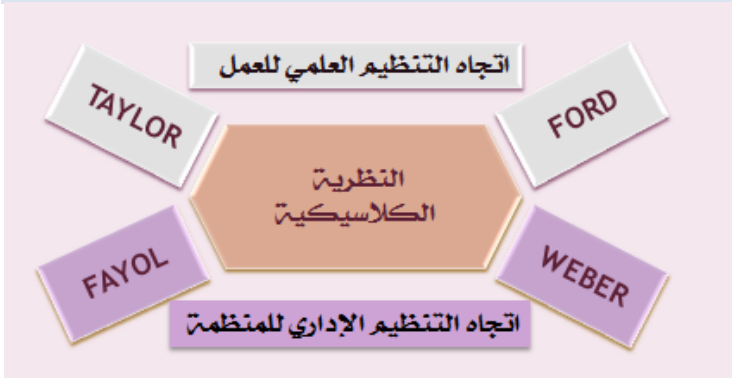 اتجاه التنظيم العلمي للعمل
TAYLOR
FORD
النظرية
الكلاسيكية
FAYOL
WEBER
اتجاه التنظيم الإداري للمنظمة